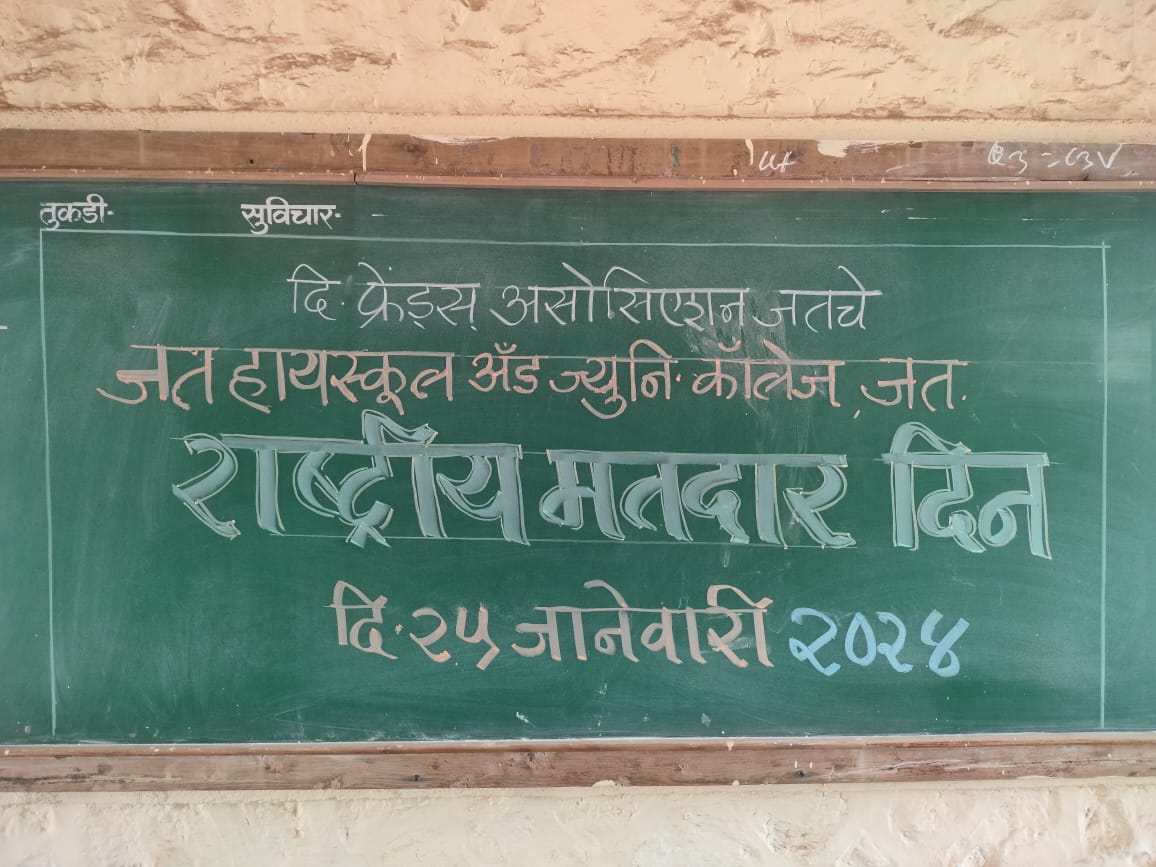 तुकडी· सुविचार·
दि. फ्रेंड्स् असोसिएशन जतचे
जत हायस्कूल अँड ज्युनि. कॉलेज, जत.
राष्ट्रीय मतदार दिन
दि. २५ जानेवारी २०२४